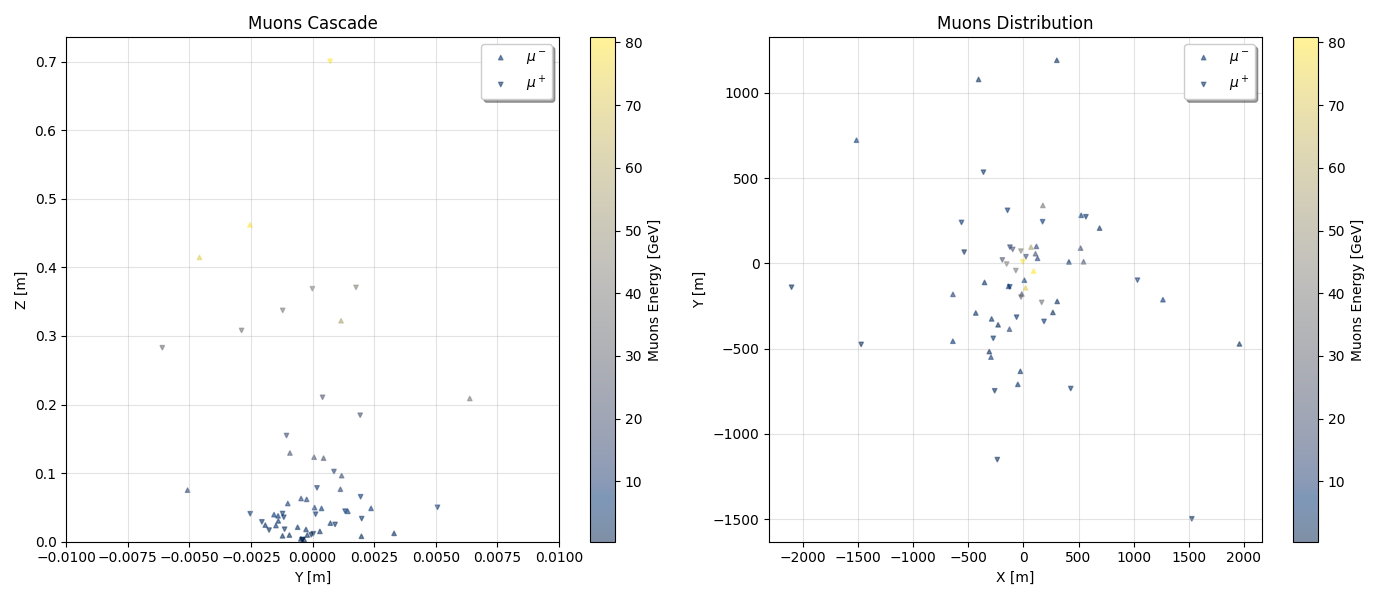 Muons Cascade
Z [m]
0.7
0.6
0.5
0.4
0.3
0.2
0.1
0.0
−0.0100 −0.0075 −0.0050 −0.0025 0.000 0.0025 0.0050 0.0075 0.0100
Y [m]
μ⁻
μ⁺
80
70
60
50
40
30
20
10
Muons Energy [GeV]
Muons Distribution
Y [m]
1000
500
0
−500
−1000
−1500
−2000 −1500 −1000 −500 0 500 1000 1500 2000
X [m]
μ⁻
μ⁺
80
70
60
50
40
30
20
10
Muons Energy [GeV]